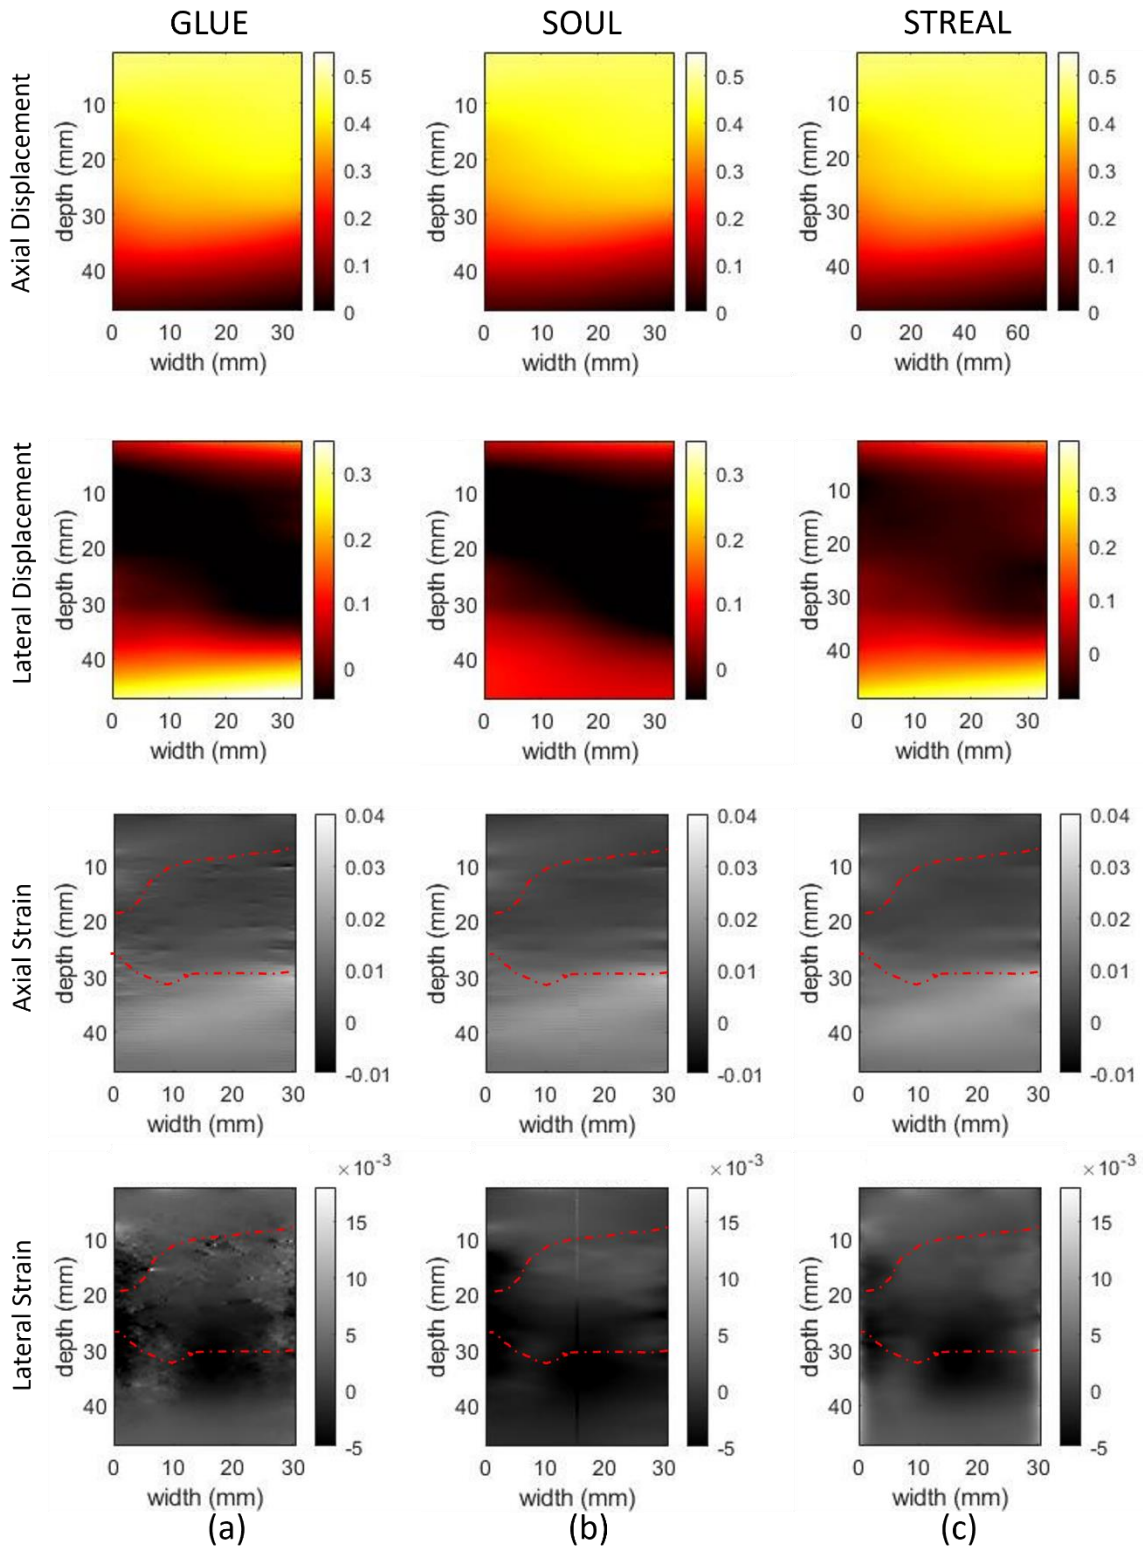 GLUE SOUL STREAL
Axial Displacement
depth (mm) 10 20 30 40
0 10 20 30
width (mm)
0.5 0.4 0.3 0.2 0.1 0
depth (mm) 10 20 30 40
0 10 20 30
width (mm)
0.5 0.4 0.3 0.2 0.1 0
depth (mm) 10 20 30 40
0 20 40 60
width (mm)
0.5 0.4 0.3 0.2 0.1 0
Lateral Displacement
depth (mm) 10 20 30 40
0 10 20 30
width (mm)
0.3 0.2 0.1 0
depth (mm) 10 20 30 40
0 10 20 30
width (mm)
0.3 0.2 0.1 0
depth (mm) 10 20 30 40
0 10 20 30
width (mm)
0.3 0.2 0.1 0
Axial Strain
depth (mm) 10 20 30 40
0 10 20 30
width (mm)
0.04 0.03 0.02 0.01 0 -0.01
depth (mm) 10 20 30 40
0 10 20 30
width (mm)
0.04 0.03 0.02 0.01 0 -0.01
depth (mm) 10 20 30 40
0 10 20 30
width (mm)
0.04 0.03 0.02 0.01 0 -0.01
Lateral Strain
depth (mm) 10 20 30 40
0 10 20 30
width (mm)
×10⁻³
15 10 5 0 -5
depth (mm) 10 20 30 40
0 10 20 30
width (mm)
×10⁻³
15 10 5 0 -5
depth (mm) 10 20 30 40
0 10 20 30
width (mm)
×10⁻³
15 10 5 0 -5
(a) (b) (c)